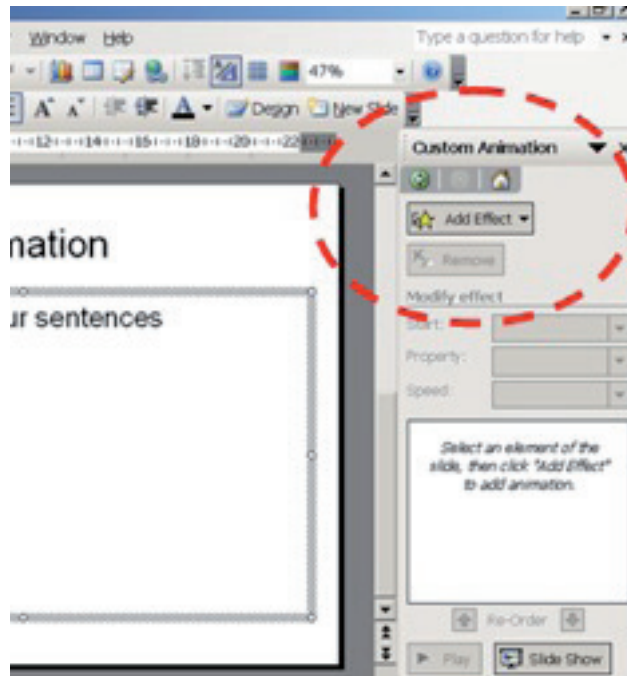 Window Help Type a question for help
47%
A A A Design New Slide
12 14 16 18 20 22
Custom Animation
Add Effect
Remove
mation
ur sentences
Modify effect
Start:
Property:
Speed:
Select an element of the
slide, then click "Add Effect"
to add animation.
Re-Order
Play Slide Show